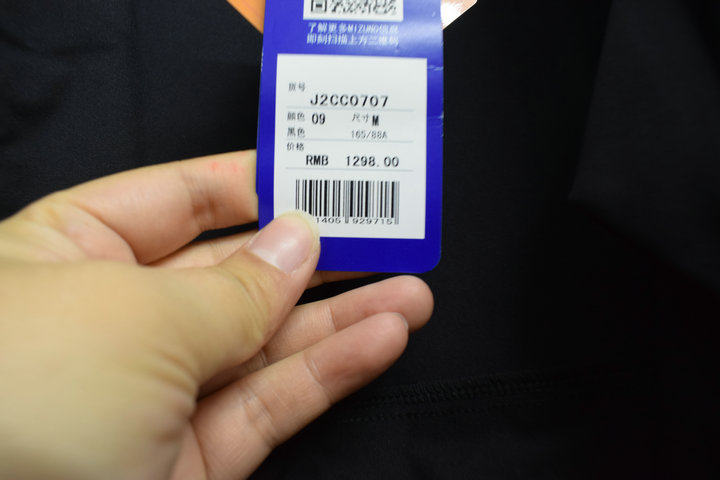 了解更多MIZUNO信息
即刻扫描上方二维码
货号
J2CC0707
颜色 09 尺寸 M
黑色 165/88A
价格
RMB 1298.00
1405 929715